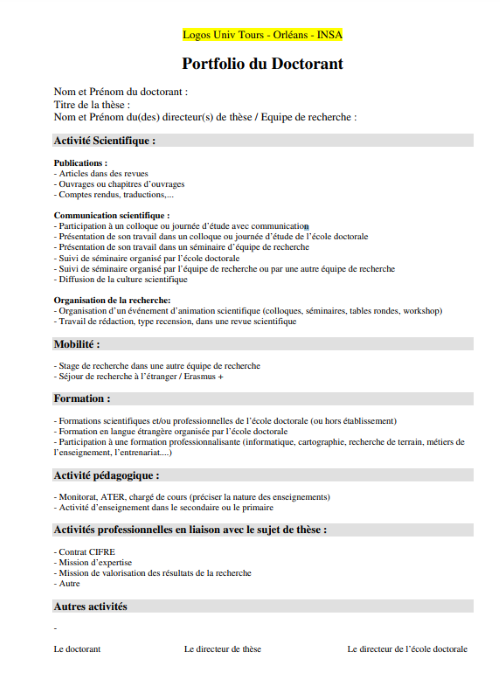 Logos Univ Tours - Orléans - INSA
Portfolio du Doctorant
Nom et Prénom du doctorant :
Titre de la thèse :
Nom et Prénom du(des) directeur(s) de thèse / Equipe de recherche :
Activité Scientifique :
Publications :
- Articles dans des revues
- Ouvrages ou chapitres d'ouvrages
- Comptes rendus, traductions,...
Communication scientifique :
- Participation à un colloque ou journée d'étude avec communication
- Présentation de son travail dans un colloque ou journée d'étude de l'école doctorale
- Présentation de son travail dans un séminaire d'équipe de recherche
- Suivi de séminaire organisé par l'école doctorale
- Suivi de séminaire organisé par l'équipe de recherche ou par une autre équipe de recherche
- Diffusion de la culture scientifique
Organisation de la recherche:
- Organisation d'un événement d'animation scientifique (colloques, séminaires, tables rondes, workshop)
- Travail de rédaction, type recension, dans une revue scientifique
Mobilité :
- Stage de recherche dans une autre équipe de recherche
- Séjour de recherche à l'étranger / Erasmus +
Formation :
- Formations scientifiques et/ou professionnelles de l'école doctorale (ou hors établissement)
- Formation en langue étrangère organisée par l'école doctorale
- Participation à une formation professionnalisante (informatique, cartographie, recherche de terrain, métiers de
l'enseignement, l'entrenariat....)
Activité pédagogique :
- Monitorat, ATER, chargé de cours (préciser la nature des enseignements)
- Activité d'enseignement dans le secondaire ou le primaire
Activités professionnelles en liaison avec le sujet de thèse :
- Contrat CIFRE
- Mission d'expertise
- Mission de valorisation des résultats de la recherche
- Autre
Autres activités
-
Le doctorant Le directeur de thèse Le directeur de l'école doctorale